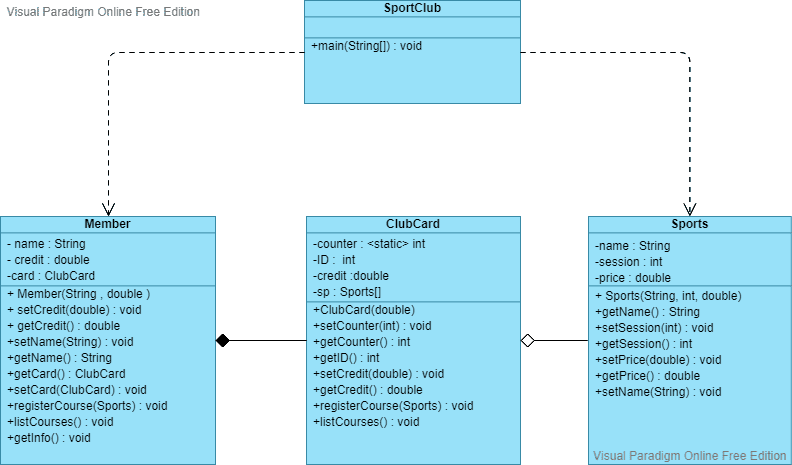 Visual Paradigm Online Free Edition
SportClub
+main(String[]) : void
Member
- name : String
- credit : double
-card : ClubCard
+ Member(String , double )
+ setCredit(double) : void
+ getCredit() : double
+setName(String) : void
+getName() : String
+getCard() : ClubCard
+setCard(ClubCard) : void
+registerCourse(Sports) : void
+listCourses() : void
+getInfo() : void
ClubCard
-counter : <static> int
-ID : int
-credit :double
-sp : Sports[]
+ClubCard(double)
+setCounter(int) : void
+getCounter() : int
+getID() : int
+setCredit(double) : void
+getCredit() : double
+registerCourse(Sports) : void
+listCourses() : void
Sports
-name : String
-session : int
-price : double
+ Sports(String, int, double)
+getName() : String
+setSession(int) : void
+getSession() : int
+setPrice(double) : void
+getPrice() : double
+setName(String) : void
Visual Paradigm Online Free Edition